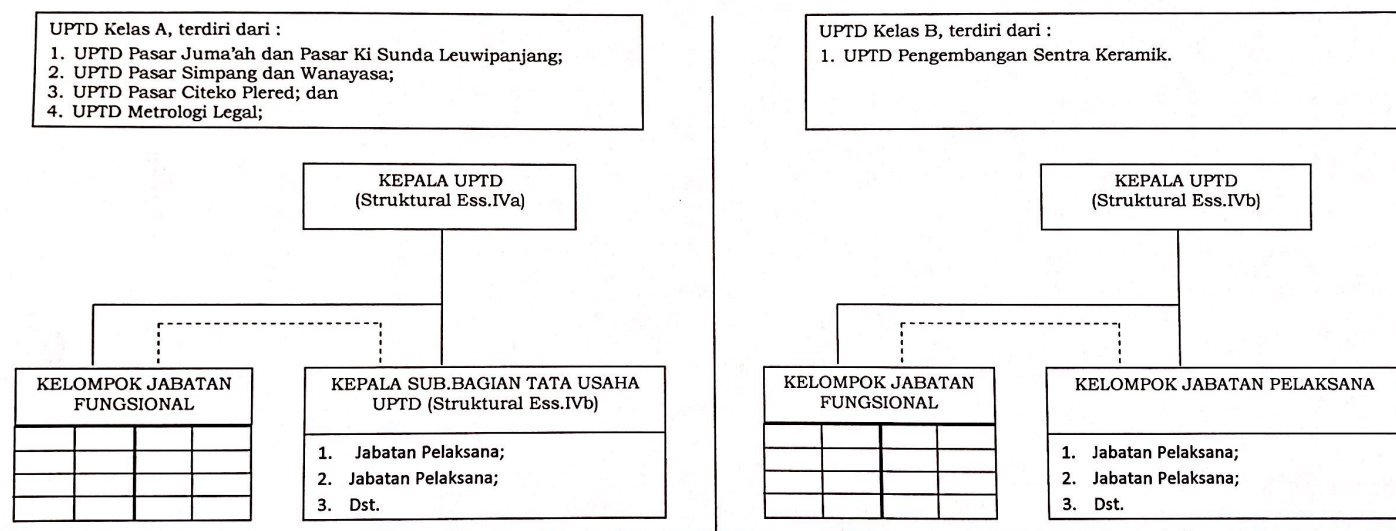 UPTD Kelas A, terdiri dari :
1. UPTD Pasar Juma'ah dan Pasar Ki Sunda Leuwipanjang;
2. UPTD Pasar Simpang dan Wanayasa;
3. UPTD Pasar Citeko Plered; dan
4. UPTD Metrologi Legal;
KEPALA UPTD
(Struktural Ess.IVa)
KELOMPOK JABATAN
FUNGSIONAL
KEPALA SUB.BAGIAN TATA USAHA
UPTD (Struktural Ess.IVb)
1. Jabatan Pelaksana;
2. Jabatan Pelaksana;
3. Dst.
UPTD Kelas B, terdiri dari :
1. UPTD Pengembangan Sentra Keramik.
KEPALA UPTD
(Struktural Ess.IVb)
KELOMPOK JABATAN
FUNGSIONAL
KELOMPOK JABATAN PELAKSANA
1. Jabatan Pelaksana;
2. Jabatan Pelaksana;
3. Dst.